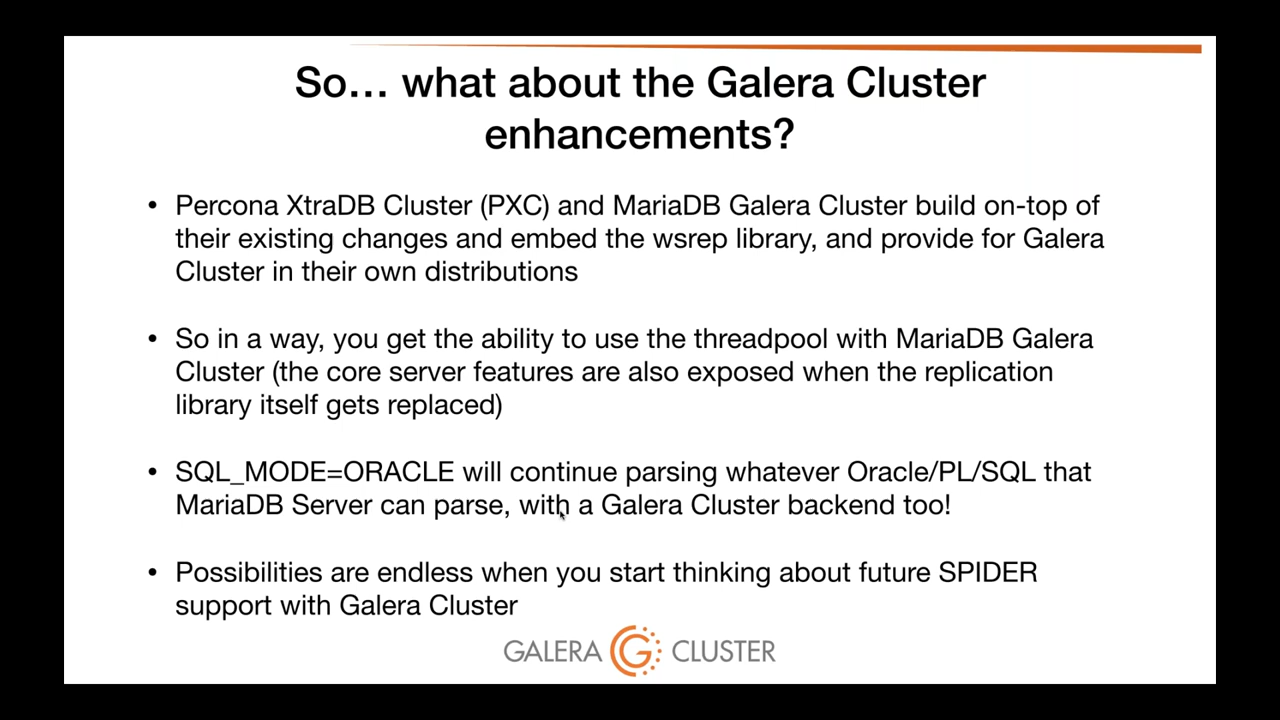 So… what about the Galera Cluster
enhancements?
• Percona XtraDB Cluster (PXC) and MariaDB Galera Cluster build on-top of
their existing changes and embed the wsrep library, and provide for Galera
Cluster in their own distributions
• So in a way, you get the ability to use the threadpool with MariaDB Galera
Cluster (the core server features are also exposed when the replication
library itself gets replaced)
• SQL_MODE=ORACLE will continue parsing whatever Oracle/PL/SQL that
MariaDB Server can parse, with a Galera Cluster backend too!
• Possibilities are endless when you start thinking about future SPIDER
support with Galera Cluster
GALERA CLUSTER